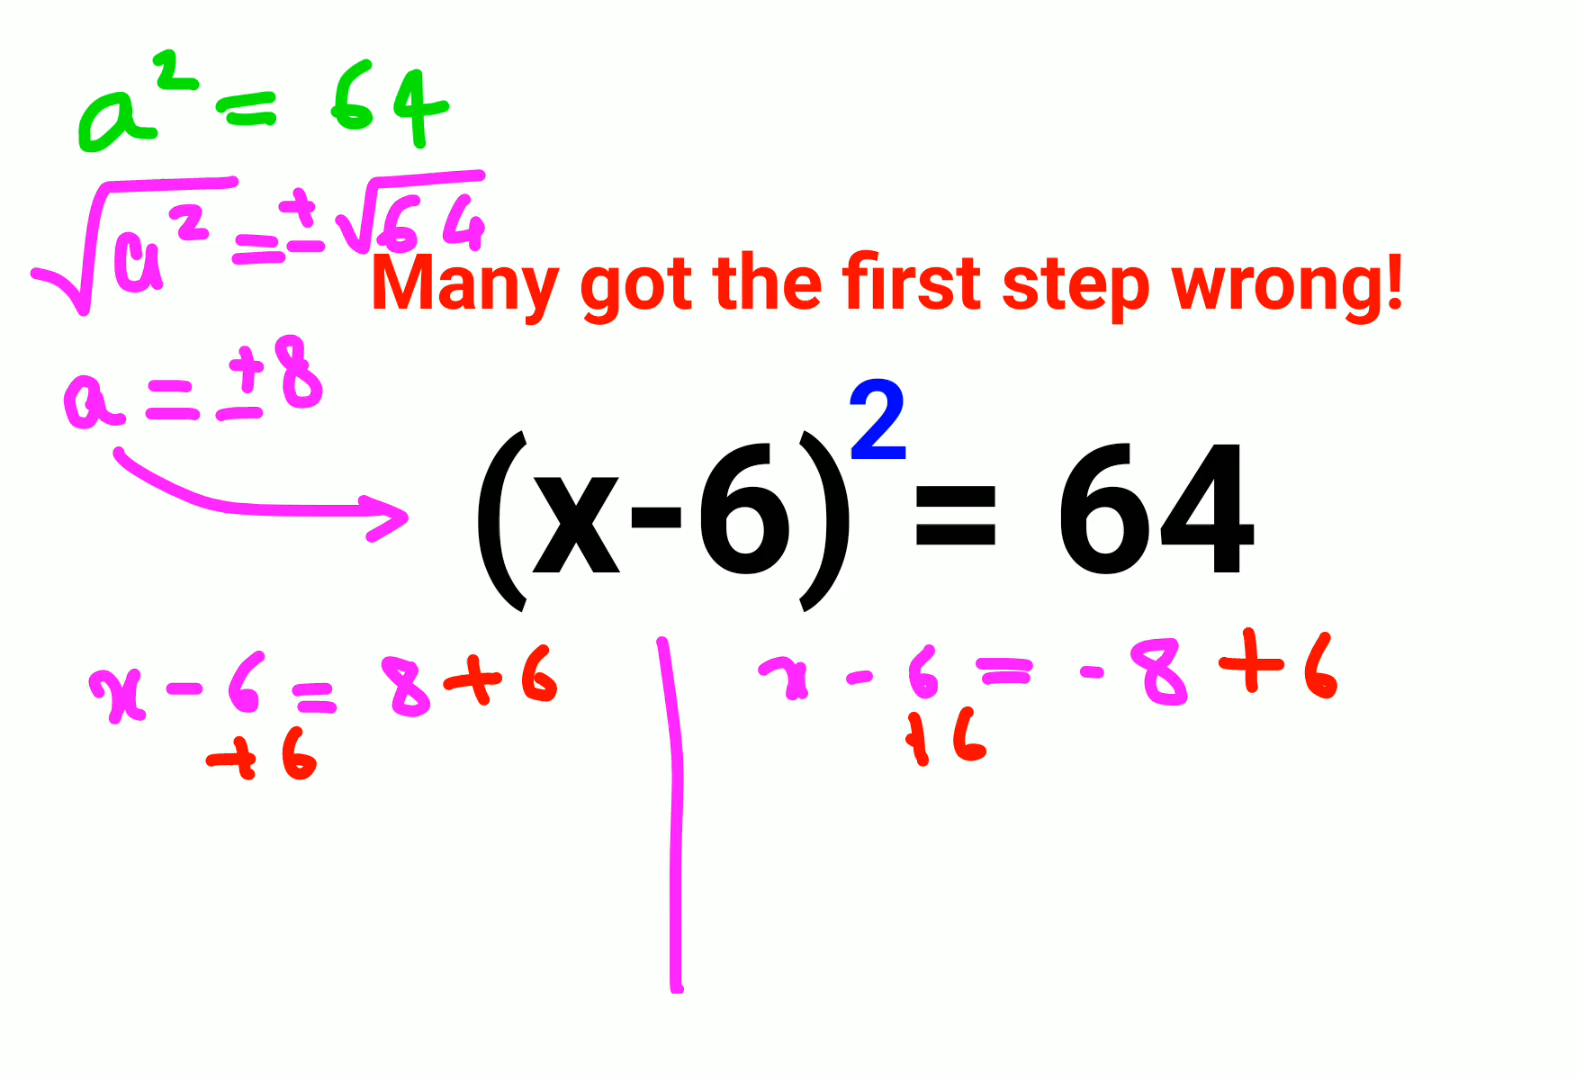 a² = 64
√a² = ±√64
Many got the first step wrong!
a = ±8
(x-6)² = 64
x - 6 = 8 + 6
+ 6
x - 6 = - 8 + 6
+ 6